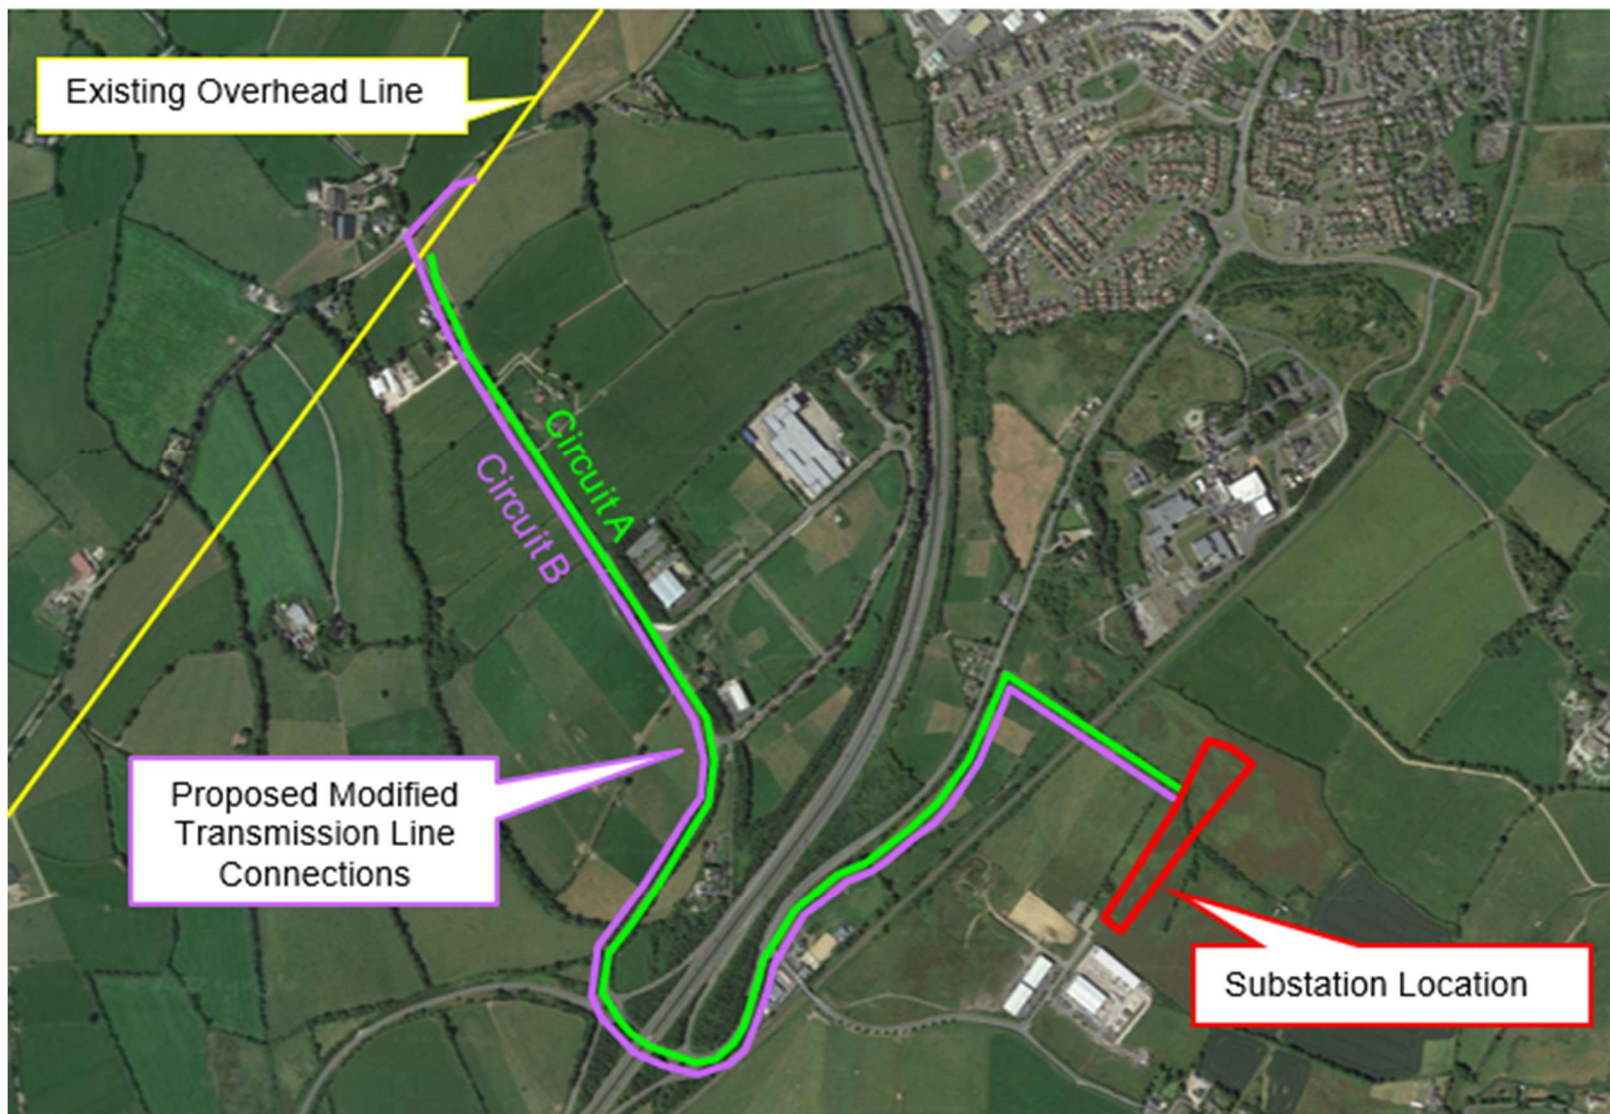 Existing Overhead Line
Circuit A
Circuit B
Proposed Modified
Transmission Line
Connections
Substation Location